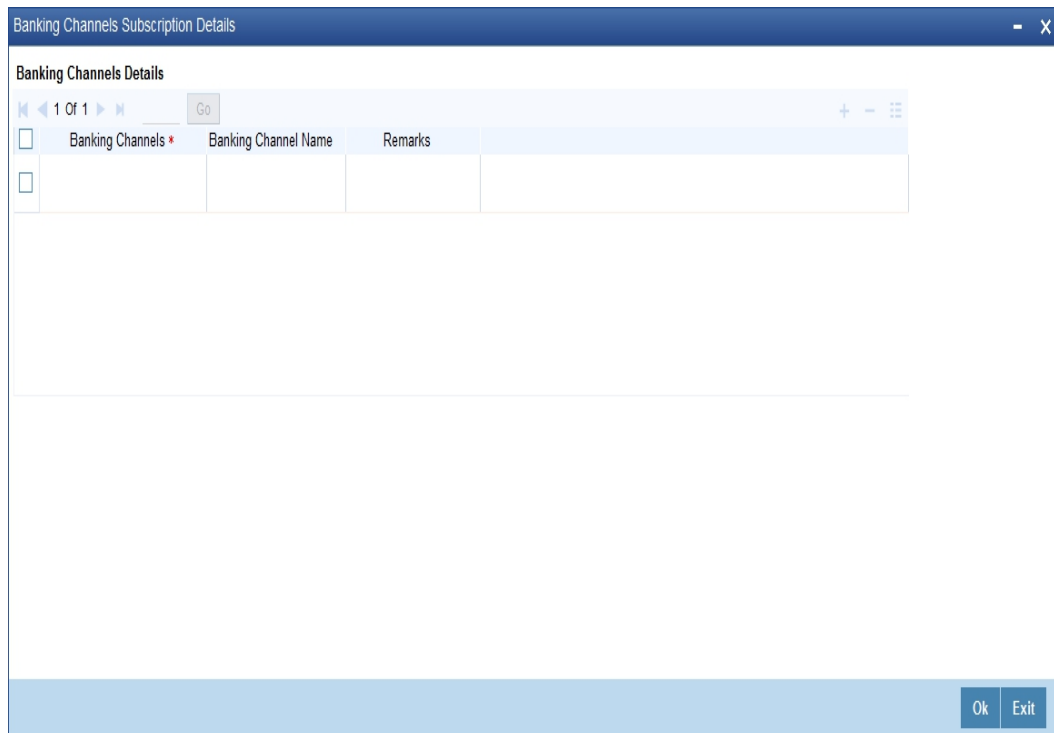 Banking Channels Subscription Details
Banking Channels Details
1 Of 1 Go
Banking Channels * Banking Channel Name Remarks
Ok Exit